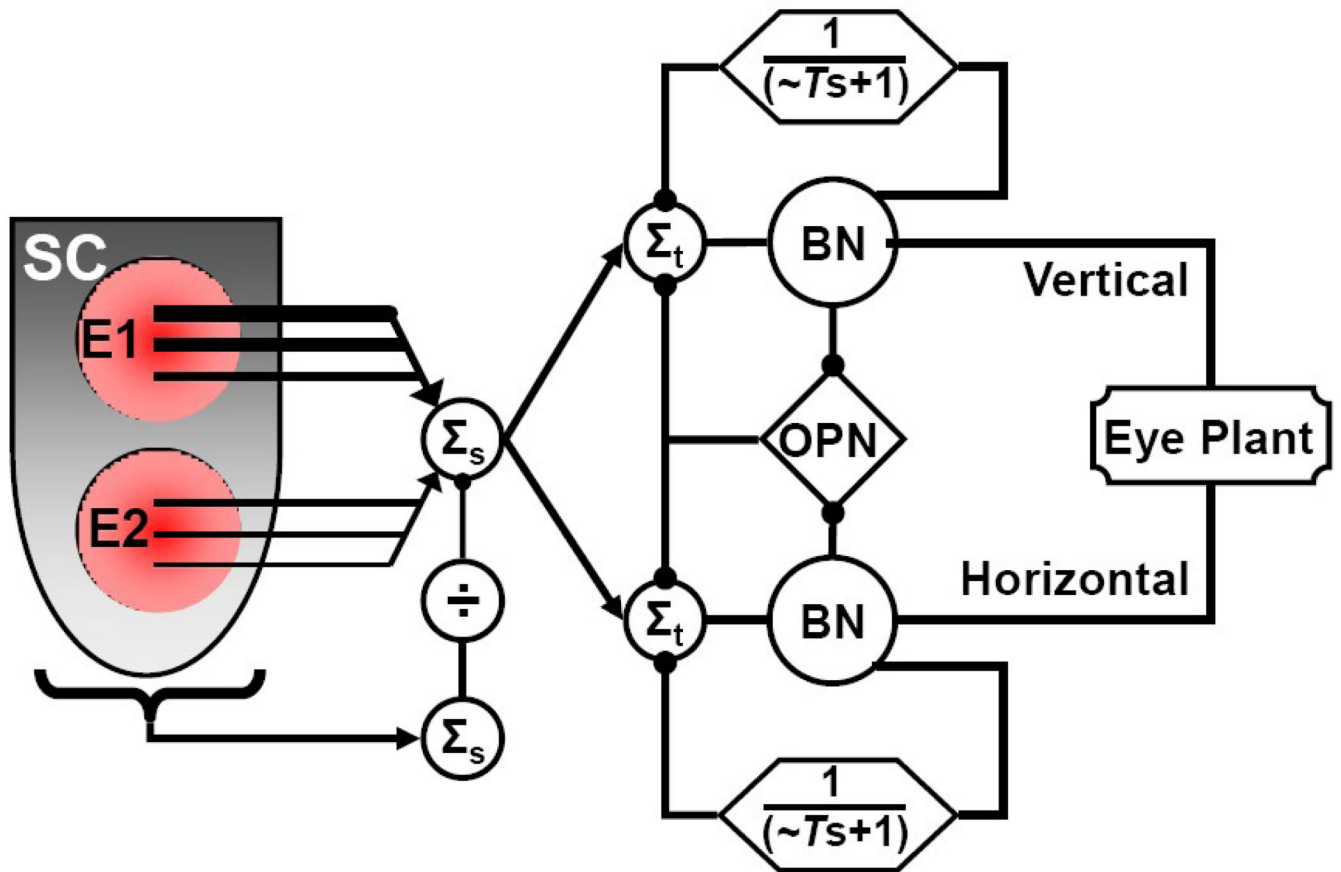 1
(~Ts+1)
SC
E1
Σt
BN
Vertical
Σs
OPN
Eye Plant
E2
÷
Horizontal
Σt
BN
Σs
1
(~Ts+1)